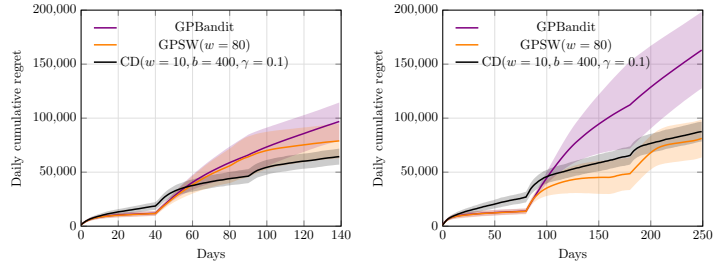 200,000
150,000
100,000
50,000
0
0 20 40 60 80 100 120 140
Days
Daily cumulative regret
GPBandit
GPSW(w = 80)
CD(w = 10, b = 400, γ = 0.1)
200,000
150,000
100,000
50,000
0
0 50 100 150 200 250
Days
Daily cumulative regret
GPBandit
GPSW(w = 80)
CD(w = 10, b = 400, γ = 0.1)